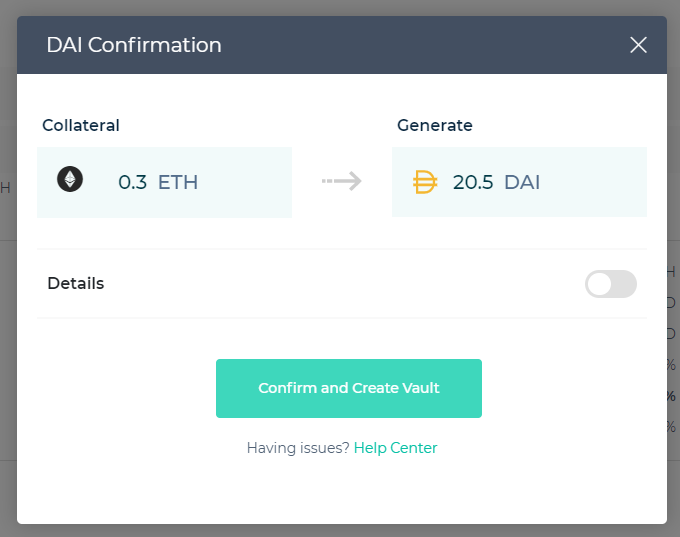 DAI Confirmation
Collateral
Generate
0.3 ETH
20.5 DAI
Details
Confirm and Create Vault
Having issues? Help Center
H
H
D
D
%
%
%